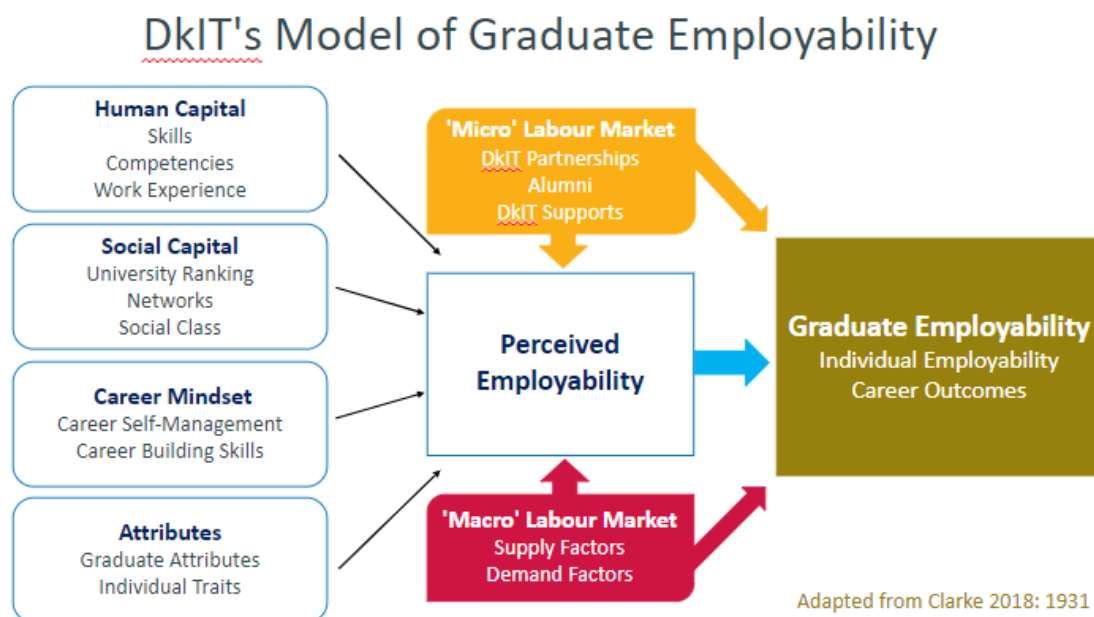 DkIT's Model of Graduate Employability
Human Capital
Skills
Competencies
Work Experience
Social Capital
University Ranking
Networks
Social Class
Career Mindset
Career Self-Management
Career Building Skills
Attributes
Graduate Attributes
Individual Traits
'Micro' Labour Market
DkIT Partnerships
Alumni
DkIT Supports
Perceived
Employability
'Macro' Labour Market
Supply Factors
Demand Factors
Graduate Employability
Individual Employability
Career Outcomes
Adapted from Clarke 2018: 1931